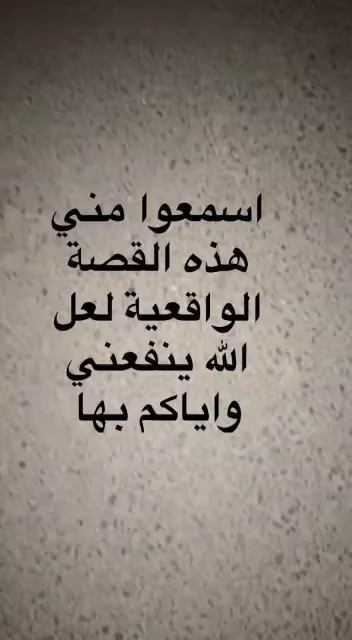 اسمعوا مني
هذه القصة
الواقعية لعل
الله ينفعني
واياكم بها